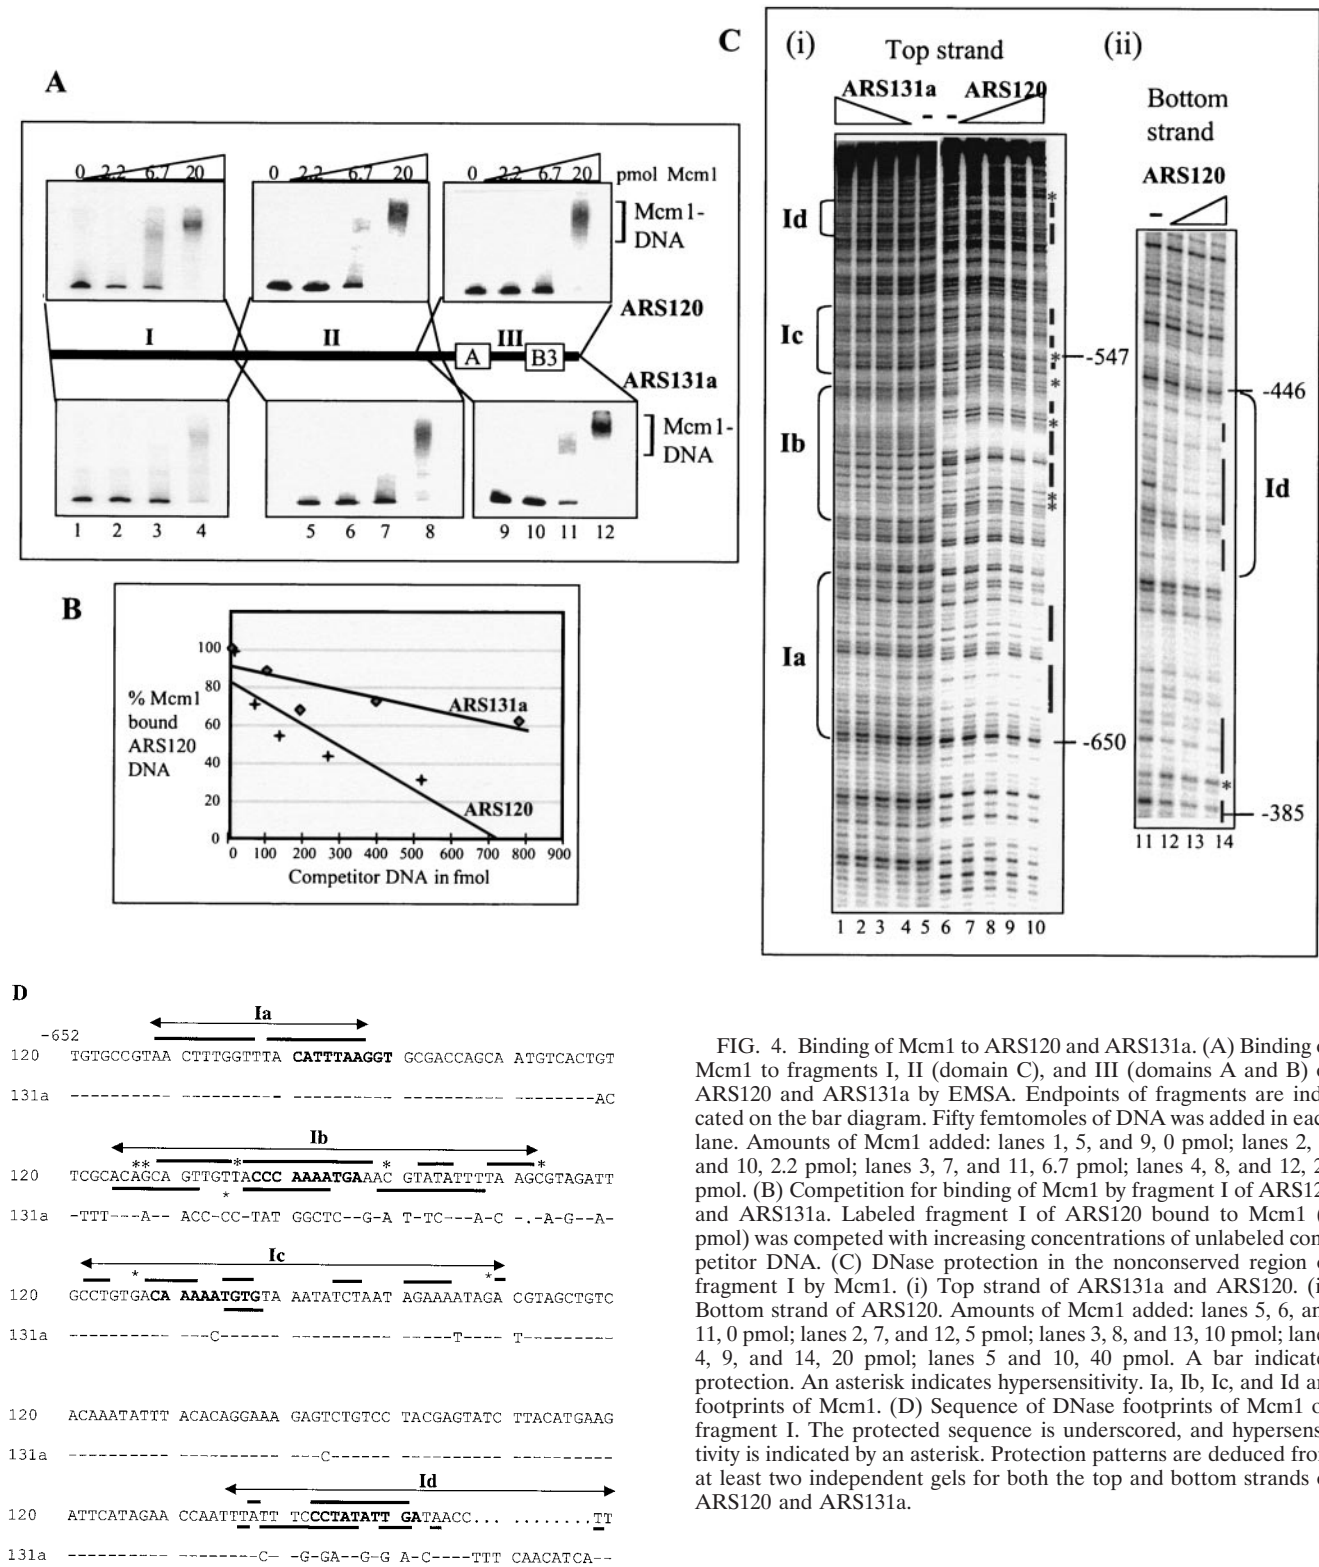 A
0 2.2 6.7 20
0 2.2 6.7 20
0 2.2 6.7 20
pmol Mcm1
Mcm1-
DNA
ARS120
I II III
A B3
ARS131a
Mcm1-
DNA
1 2 3 4 5 6 7 8 9 10 11 12
B
100
80
60
40
20
0
% Mcm1
bound
ARS120
DNA
ARS131a
ARS120
0 100 200 300 400 500 600 700 800 900
Competitor DNA in fmol
C
(i)
Top strand
ARS131a - - ARS120
Id
Ic
Ib
Ia
*
*
*
*
*
*
-547
-650
1 2 3 4 5 6 7 8 9 10
(ii)
Bottom
strand
ARS120
-
-446
Id
*
-385
11 12 13 14
D
Ia
-652
120 TGTGCCGTAA CTTTGGTTTA CATTTAAGGT GCGACCAGCA ATGTCACTGT
131a ------------------------------------------------AC
Ib
** * * *
120 TCGCACAGCA GTTGTTACCC AAAATGAAAC GTATATTTTA AGCGTAGATT
*
131a -TTT---A-- ACC-CC-TAT GGCTC--G-A T-TC---A-C -.-A-G--A-
Ic
* *
120 GCCTGTGACA AAAATGTGTA AATATCTAAT AGAAAATAGA CGTAGCTGTC
131a -------------C-------------------T-----T--------
120 ACAAATATTT ACACAGGAAA GAGTCTGTCC TACGAGTATC TTACATGAAG
131a ----------------------C--------------------------
Id
120 ATTCATAGAA CCAATTTATT TCCCTATATT GATAACC... .........TT
131a -----------------C- -G-GA--G-G A-C----TTT CAACATCA--
FIG. 4. Binding of Mcm1 to ARS120 and ARS131a. (A) Binding
Mcm1 to fragments I, II (domain C), and III (domains A and B)
ARS120 and ARS131a by EMSA. Endpoints of fragments are indi
cated on the bar diagram. Fifty femtomoles of DNA was added in each
lane. Amounts of Mcm1 added: lanes 1, 5, and 9, 0 pmol; lanes 2,
and 10, 2.2 pmol; lanes 3, 7, and 11, 6.7 pmol; lanes 4, 8, and 12,
pmol. (B) Competition for binding of Mcm1 by fragment I of
and ARS131a. Labeled fragment I of ARS120 bound to Mcm1
pmol) was competed with increasing concentrations of unlabeled com
petitor DNA. (C) DNase protection in the nonconserved region
fragment I by Mcm1. (i) Top strand of ARS131a and ARS120.
Bottom strand of ARS120. Amounts of Mcm1 added: lanes 5, 6, an
11, 0 pmol; lanes 2, 7, and 12, 5 pmol; lanes 3, 8, and 13, 10 pmol; lane
4, 9, and 14, 20 pmol; lanes 5 and 10, 40 pmol. A bar indicate
protection. An asterisk indicates hypersensitivity. Ia, Ib, Ic, and Id ar
footprints of Mcm1. (D) Sequence of DNase footprints of Mcm1
fragment I. The protected sequence is underscored, and hypersensi
tivity is indicated by an asterisk. Protection patterns are deduced from
at least two independent gels for both the top and bottom strands
ARS120 and ARS131a.